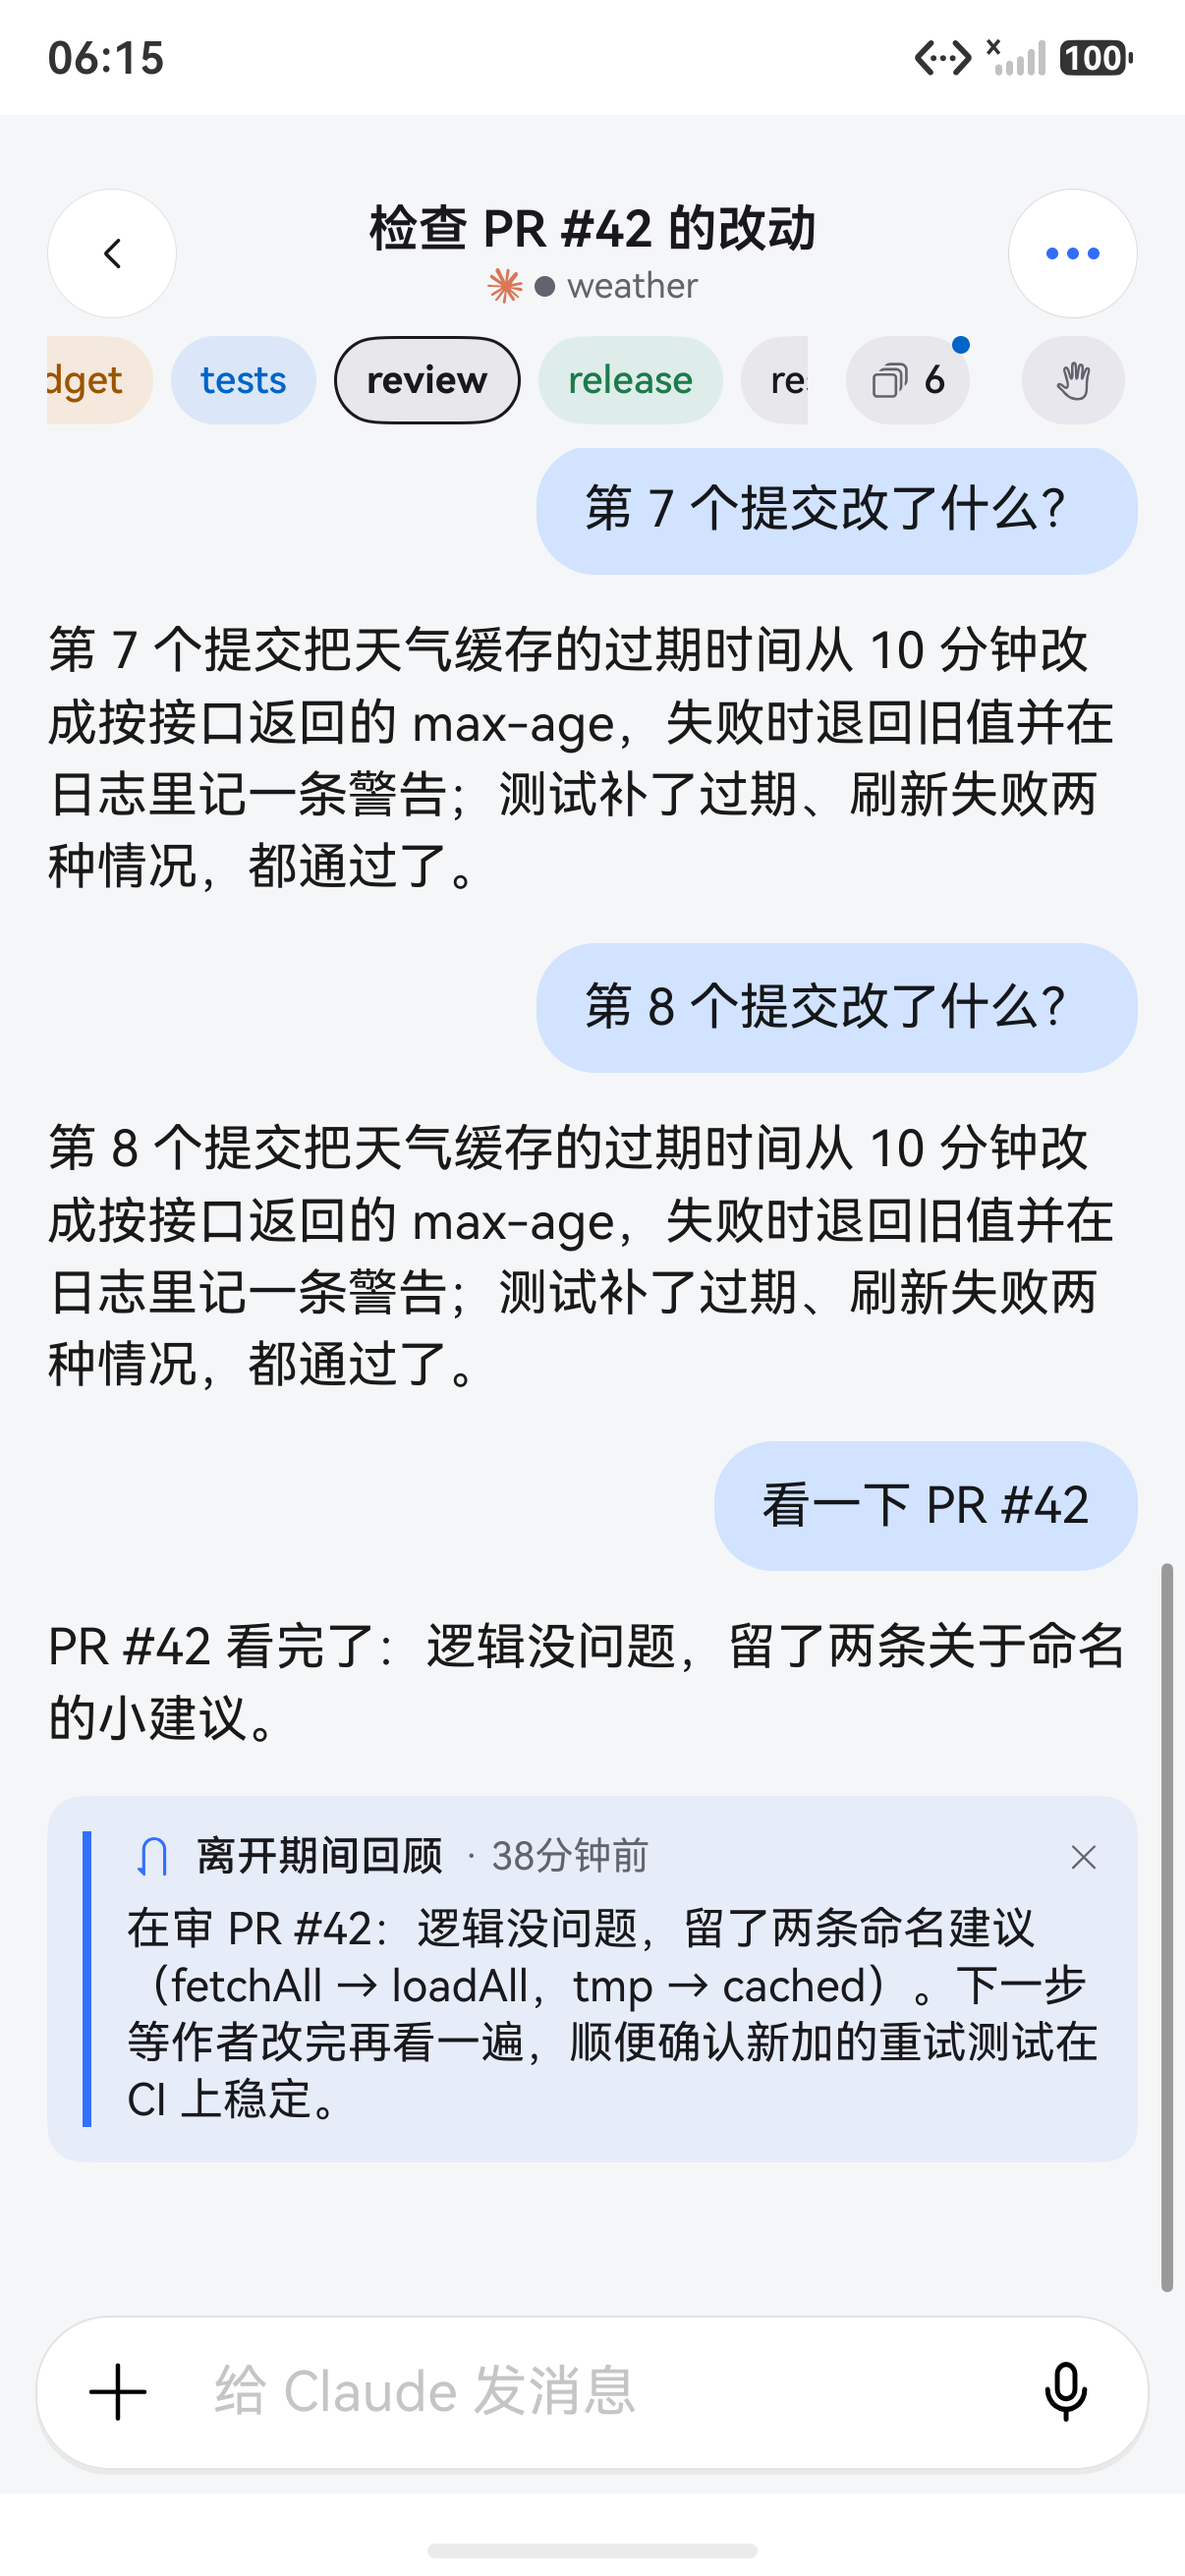 06:15
100
检查 PR #42 的改动
weather
dget
tests
review
release
re
6
第 7 个提交改了什么？
第 7 个提交把天气缓存的过期时间从 10 分钟改
成按接口返回的 max-age，失败时退回旧值并在
日志里记一条警告；测试补了过期、刷新失败两
种情况，都通过了。
第 8 个提交改了什么？
第 8 个提交把天气缓存的过期时间从 10 分钟改
成按接口返回的 max-age，失败时退回旧值并在
日志里记一条警告；测试补了过期、刷新失败两
种情况，都通过了。
看一下 PR #42
PR #42 看完了：逻辑没问题，留了两条关于命名
的小建议。
离开期间回顾 · 38分钟前
在审 PR #42：逻辑没问题，留了两条命名建议
（fetchAll → loadAll，tmp → cached）。下一步
等作者改完再看一遍，顺便确认新加的重试测试在
CI 上稳定。
给 Claude 发消息